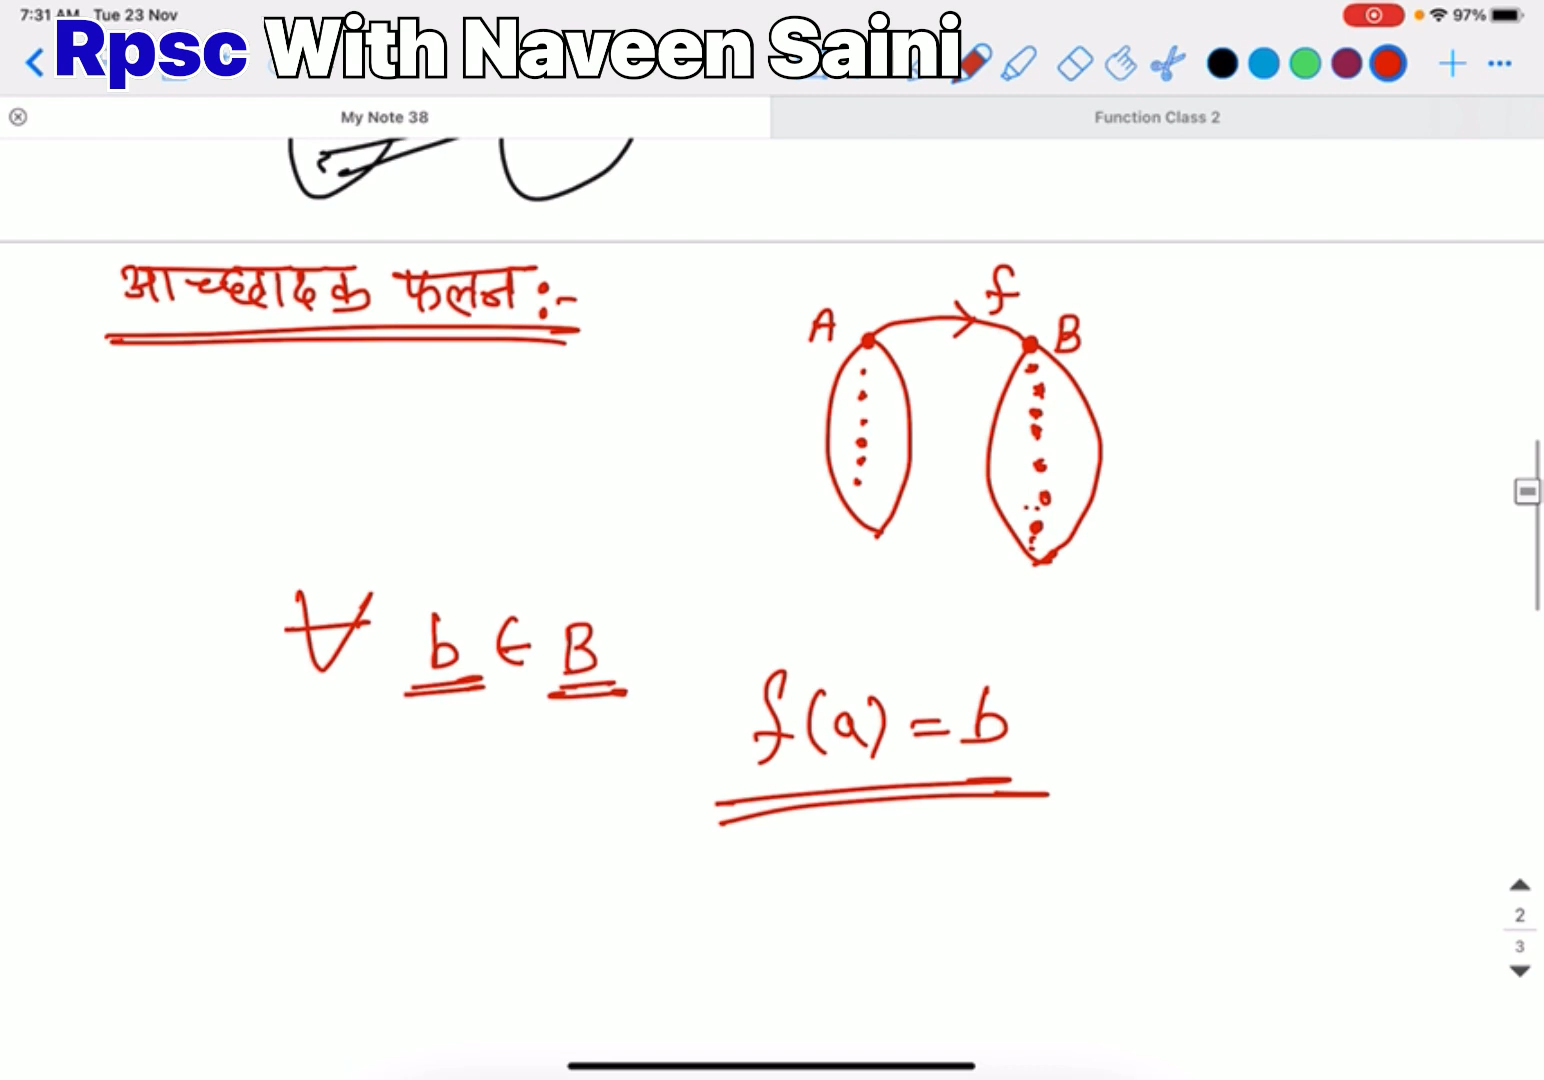 7:31 AM Tue 23 Nov
97%
Rpsc With Naveen Saini
My Note 38
Function Class 2
आच्छादक फलन :-
f
A
B
∀ b ∈ B
f(a) = b
2
3